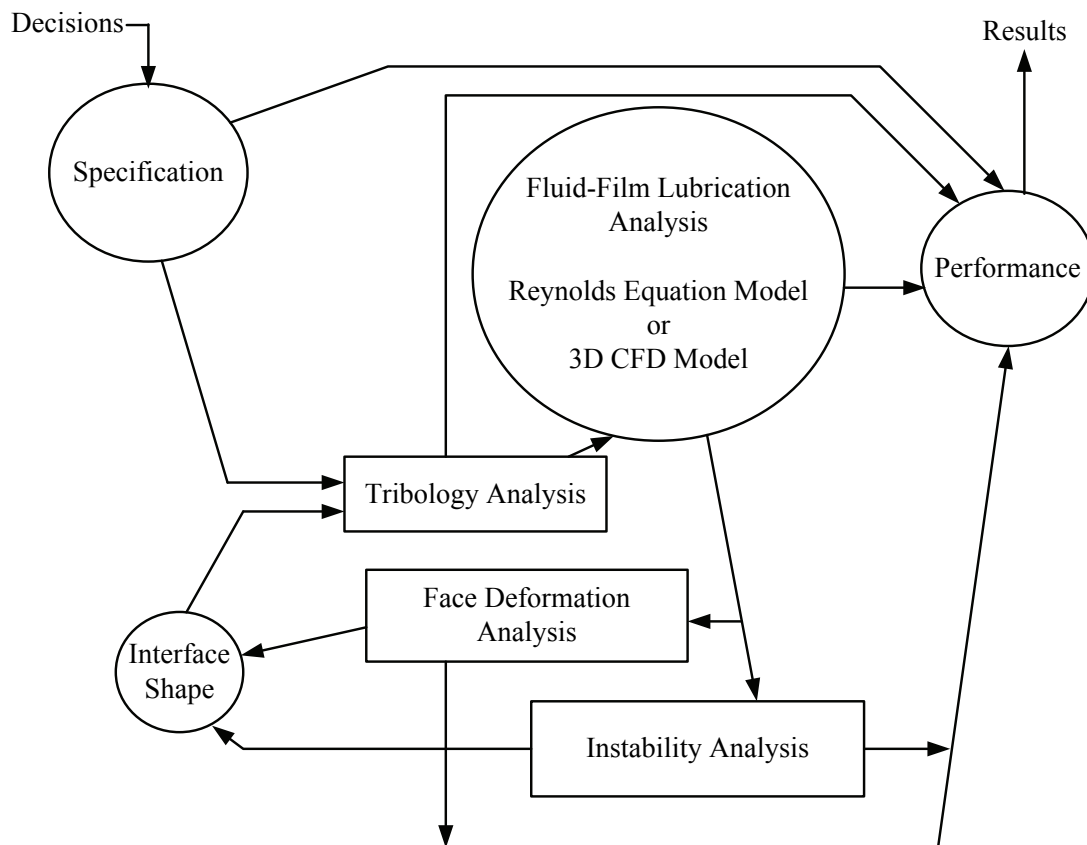 Decisions
Results
Specification
Fluid-Film Lubrication
Analysis
Reynolds Equation Model
or
3D CFD Model
Performance
Tribology Analysis
Face Deformation
Analysis
Interface
Shape
Instability Analysis